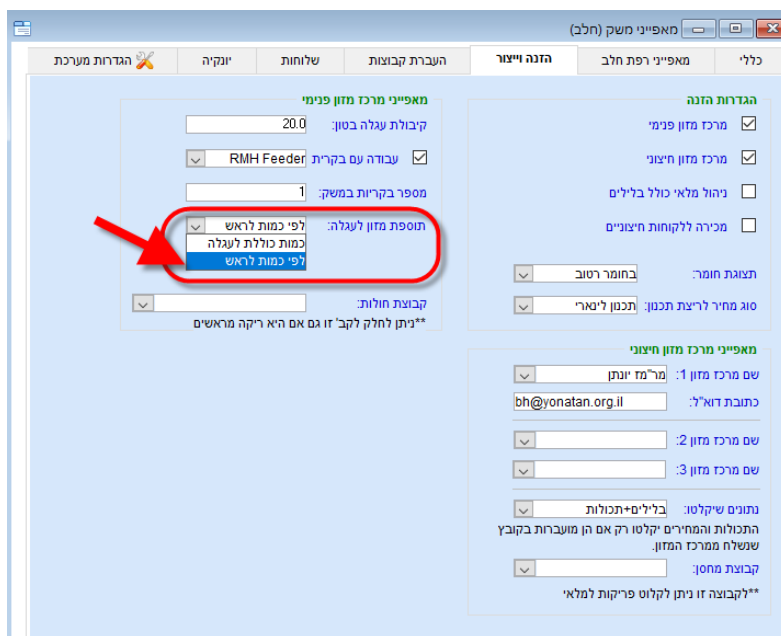 מאפייני משק (חלב)
כללי
מאפייני רפת חלב
הזנה וייצור
העברת קבוצות
שלוחות
יונקיה
הגדרות מערכת
הגדרות הזנה
מרכז מזון פנימי
מרכז מזון חיצוני
ניהול מלאי כולל בלילים
מכירה ללקוחות חיצוניים
תצוגת חומר: בחומר רטוב
סוג מחיר לריצת תכנון: תכנון לינארי
מאפייני מרכז מזון חיצוני
שם מרכז מזון 1: מר"מז יונתן
כתובת דוא"ל: bh@yonatan.org.il
שם מרכז מזון 2:
שם מרכז מזון 3:
נתונים שיקלטו: בלילים+תכולות
התכולות והמחירים יקלטו רק אם הן מועברות בקובץ
שנשלח ממרכז המזון.
קבוצת מחסן:
**לקבוצה זו ניתן לקלוט פריקות למלאי
מאפייני מרכז מזון פנימי
קיבולת עגלה בטון: 20.0
עבודה עם בקרית RMH Feeder
מספר בקריות במשק: 1
תוספת מזון לעגלה: לפי כמות לראש
כמות כוללת לעגלה
לפי כמות לראש
קבוצת חולות:
**ניתן לחלק לקב' זו גם אם היא ריקה מראשים